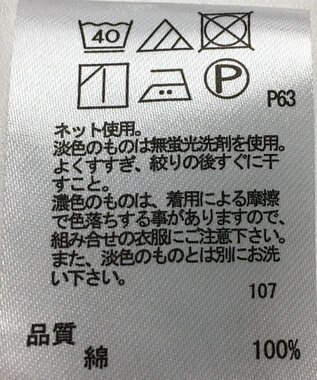 40
P
P63
ネット使用。
淡色のものは無蛍光洗剤を使用。
よくすすぎ、絞りの後すぐに干
すこと。
濃色のものは、着用による摩擦
で色落ちする事がありますので、
組み合せの衣服にご注意下さい。
また、淡色のものとは別にお洗
い下さい。
107
品質
綿 100%